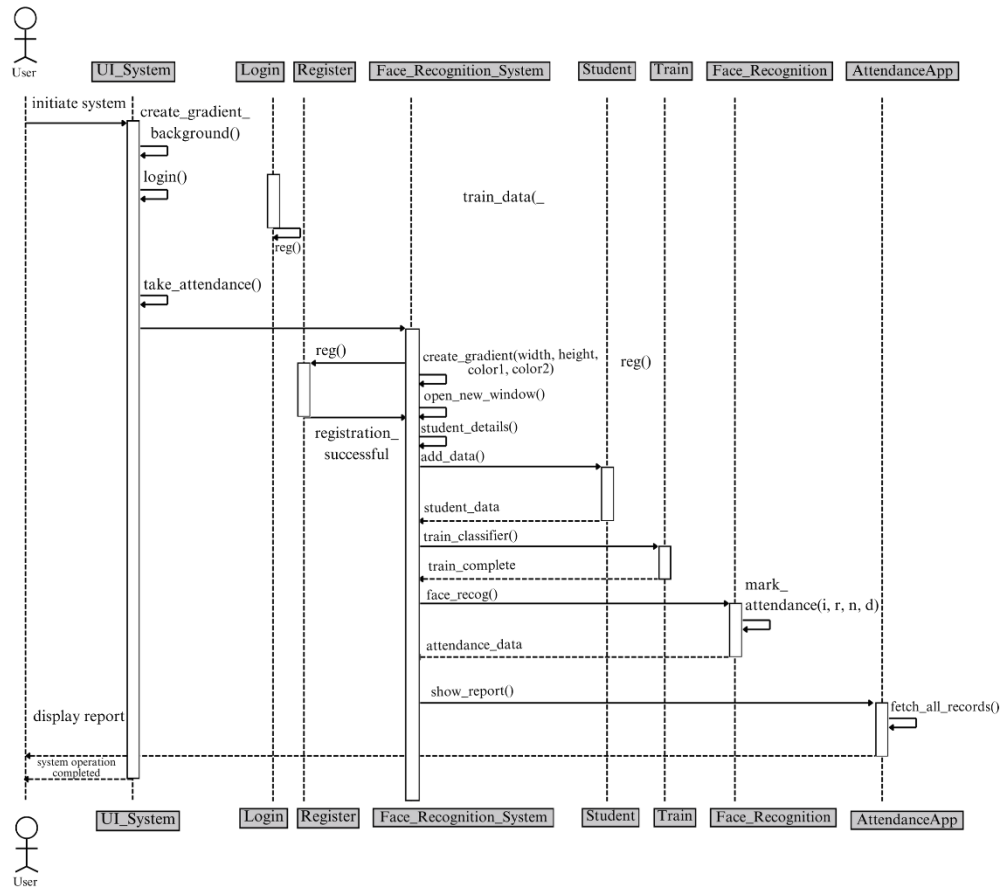 User
UI_System
Login
Register
Face_Recognition_System
Student
Train
Face_Recognition
AttendanceApp
initiate system
create_gradient_
background()
login()
train_data(_
reg()
take_attendance()
reg()
create_gradient(width, height,
color1, color2)
reg()
open_new_window()
student_details()
registration_
successful
add_data()
student_data
train_classifier()
train_complete
face_recog()
mark_
attendance(i, r, n, d)
attendance_data
show_report()
fetch_all_records()
display report
system operation
completed
UI_System
Login
Register
Face_Recognition_System
Student
Train
Face_Recognition
AttendanceApp
User